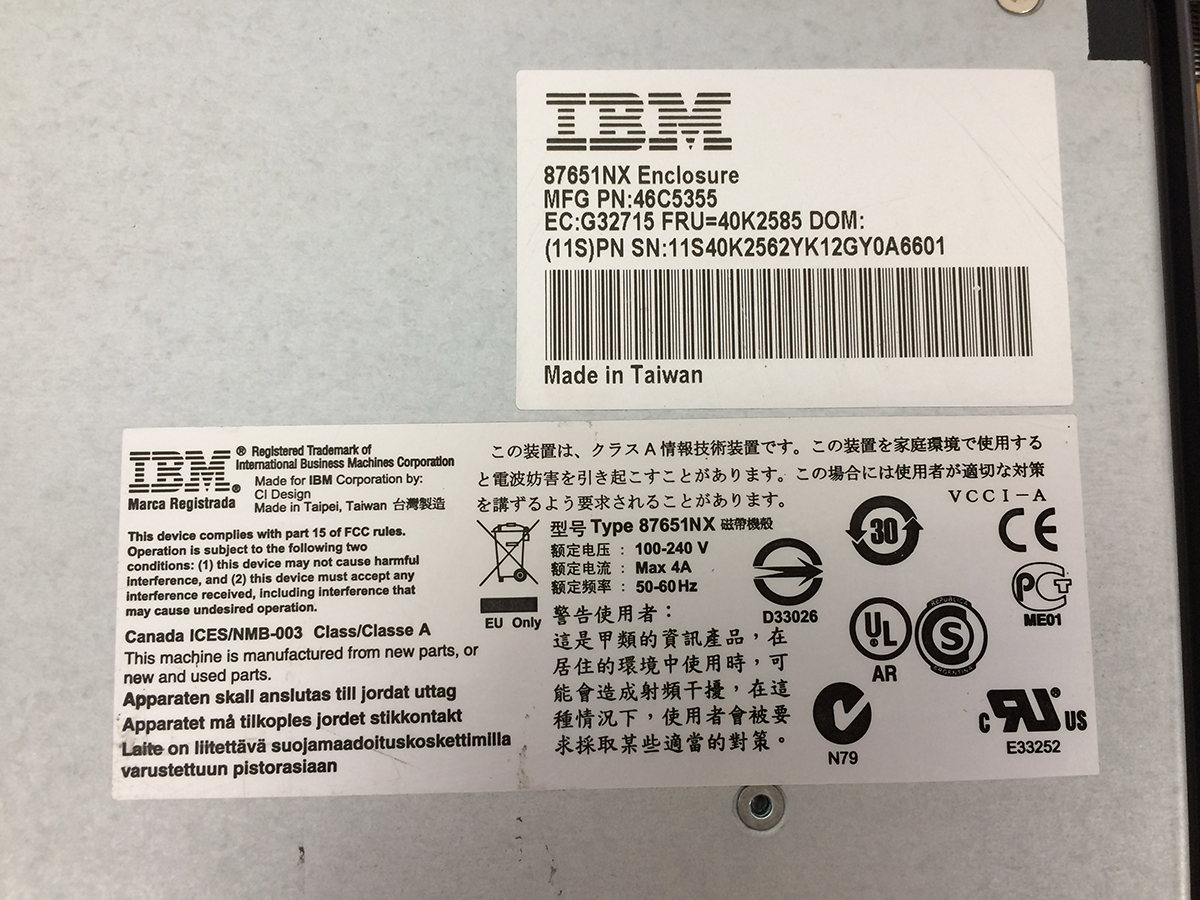 IBM
87651NX Enclosure
MFG PN:46C5355
EC:G32715 FRU=40K2585 DOM:
(11S)PN SN:11S40K2562YK12GY0A6601
Made in Taiwan
IBM® Registered Trademark of
International Business Machines Corporation
Made for IBM Corporation by:
CI Design
Made in Taipei, Taiwan 台灣製造
Marca Registrada
This device complies with part 15 of FCC rules.
Operation is subject to the following two
conditions: (1) this device may not cause harmful
interference, and (2) this device must accept any
interference received, including interference that
may cause undesired operation.
Canada ICES/NMB-003 Class/Classe A
This machine is manufactured from new parts, or
new and used parts.
Apparaten skall anslutas till jordat uttag
Apparatet må tilkoples jordet stikkontakt
Laite on liitettävä suojamaadoituskoskettimilla
varustettuun pistorasiaan
この装置は、クラスA情報技術装置です。この装置を家庭環境で使用する
と電波妨害を引き起こすことがあります。この場合には使用者が適切な対策
を講ずるよう要求されることがあります。
VCCI-A
型号 Type 87651NX 磁帶機殼
额定电压 : 100-240 V
额定电流 : Max 4A
额定频率 : 50-60Hz
EU Only
警告使用者：
這是甲類的資訊產品，在
居住的環境中使用時，可
能會造成射頻干擾，在這
種情況下，使用者會被要
求採取某些適當的對策。
D33026
30
CE
PCT
ME01
UL
AR
REPUBLICA
S
ARGENTINA
N79
c RU® US
E33252